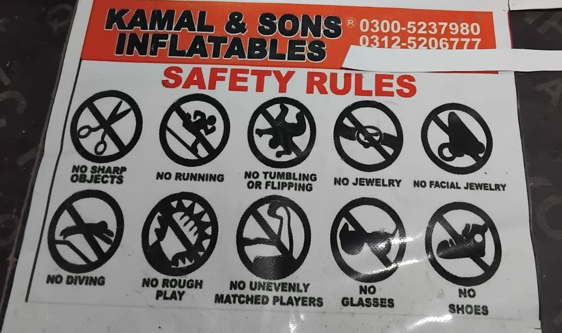 KAMAL & SONS ® 0300-5237980
INFLATABLES 0312-5206777
SAFETY RULES
NO SHARP
OBJECTS
NO RUNNING
NO TUMBLING
OR FLIPPING
NO JEWELRY
NO FACIAL JEWELRY
NO DIVING
NO ROUGH
PLAY
NO UNEVENLY
MATCHED PLAYERS
NO
GLASSES
NO
SHOES